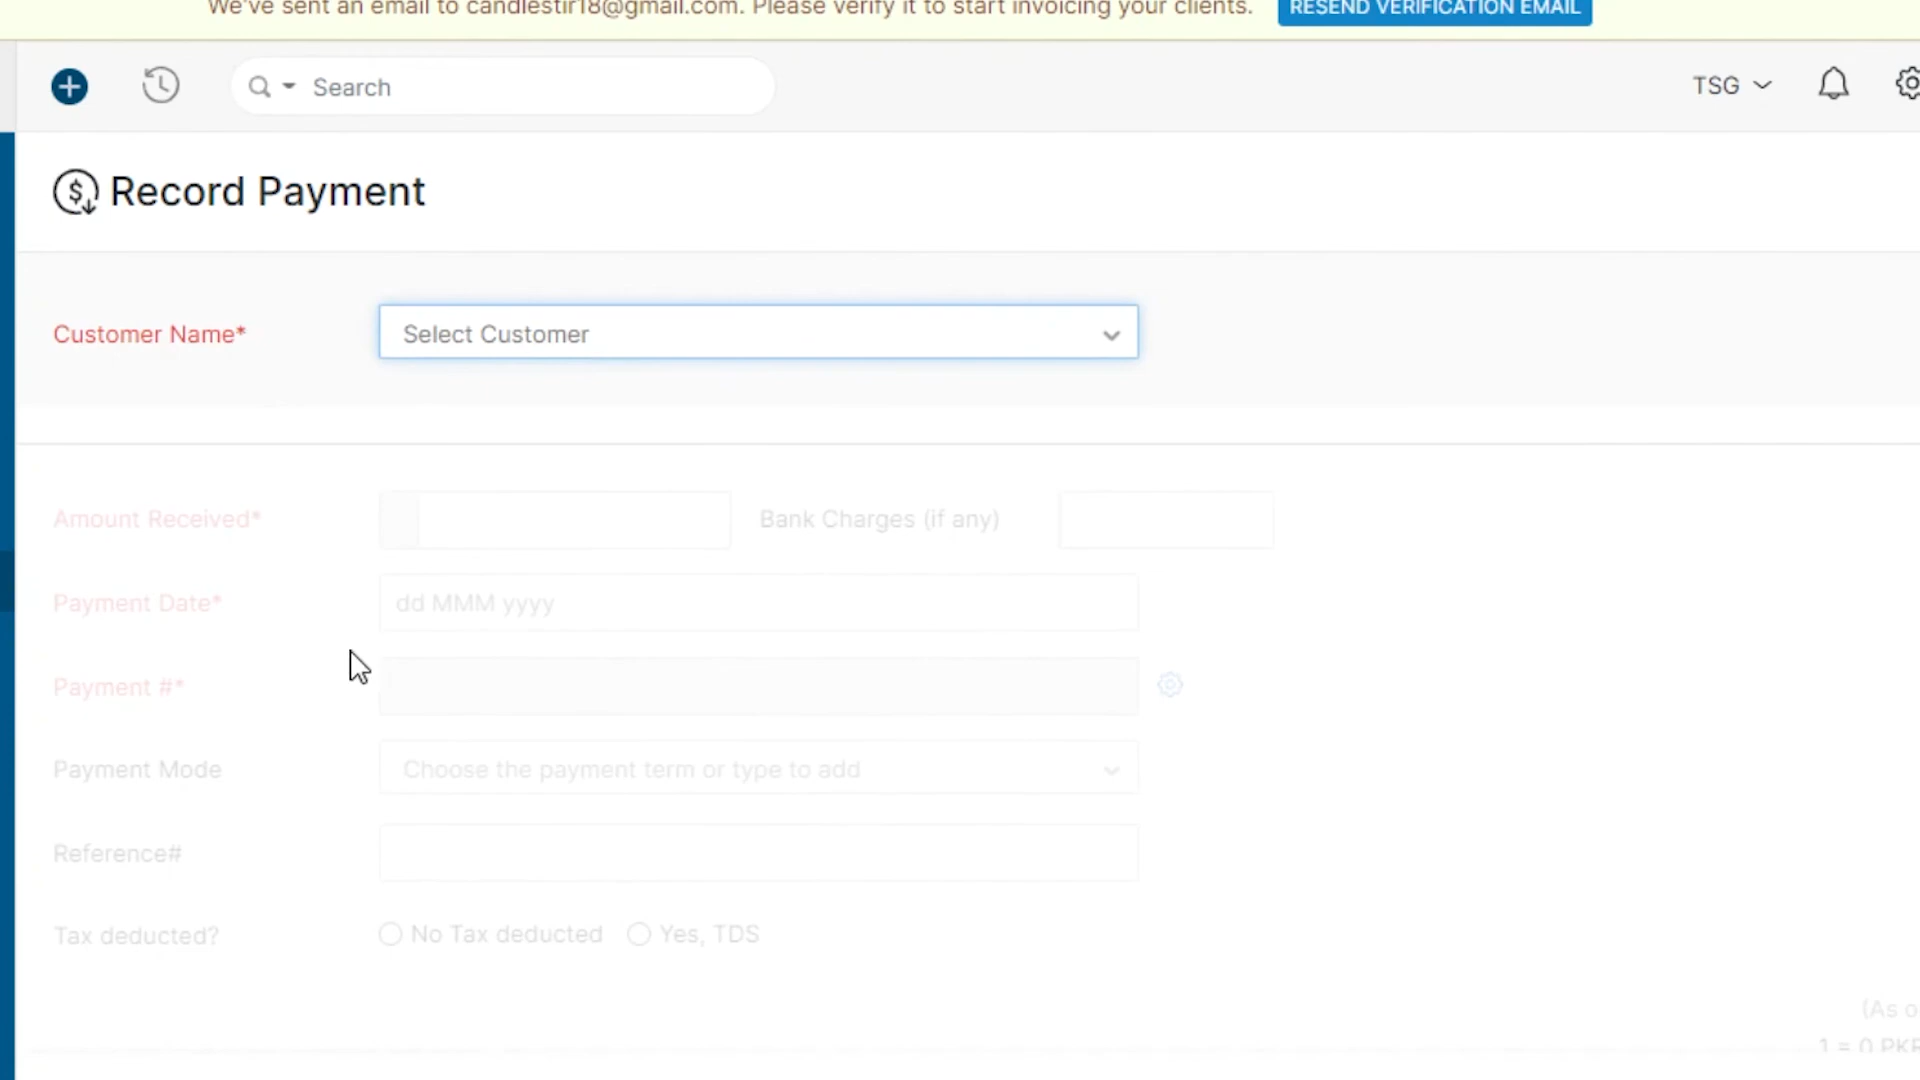 We've sent an email to candlestir18@gmail.com. Please verify it to start invoicing your clients. RESEND VERIFICATION EMAIL
Search TSG
Record Payment
Customer Name* Select Customer
Amount Received* Bank Charges (if any)
Payment Date* dd MMM yyyy
Payment #*
Payment Mode Choose the payment term or type to add
Reference#
Tax deducted? No Tax deducted Yes, TDS
(As o
1 = 0 PKR